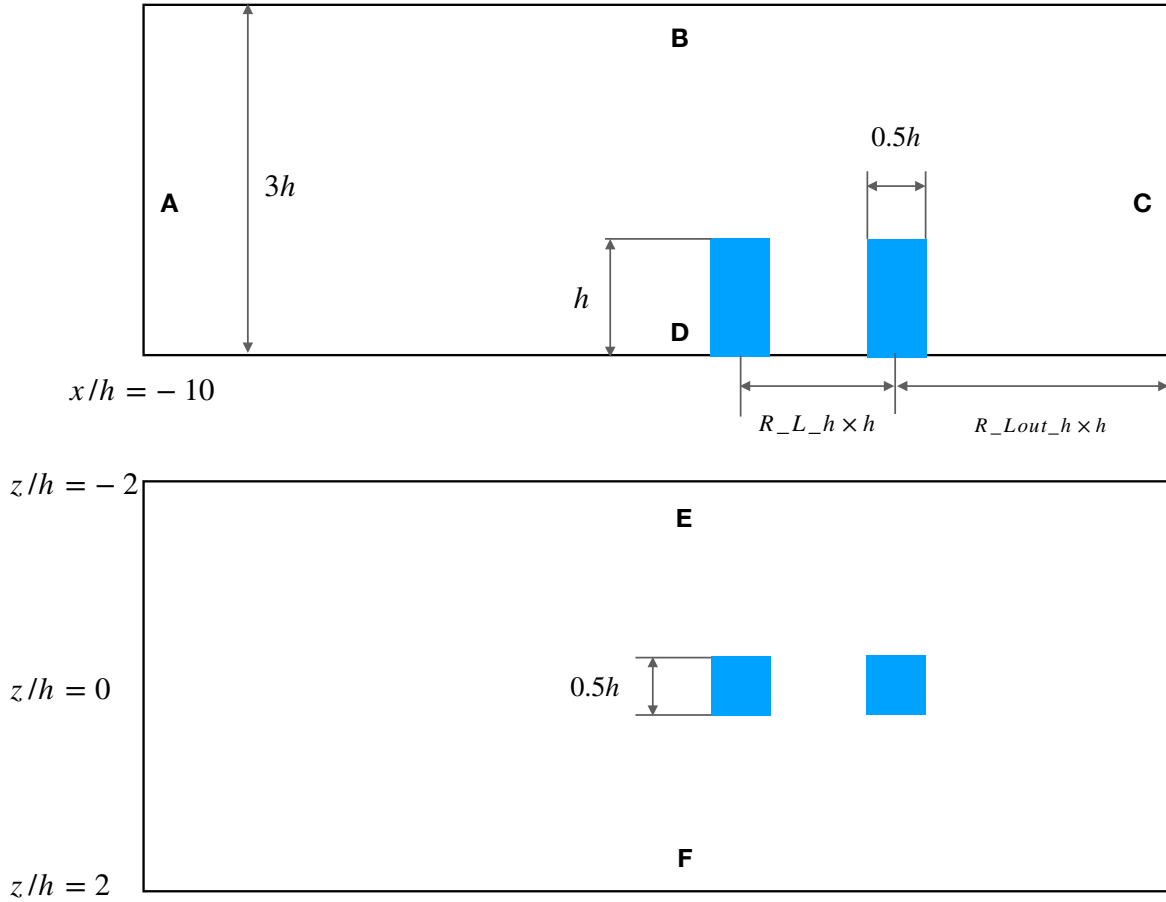 B
0.5h
A
3h
C
h
D
x/h = − 10
R_L_h × h
R_Lout_h × h
z/h = − 2
E
0.5h
z/h = 0
F
z/h = 2